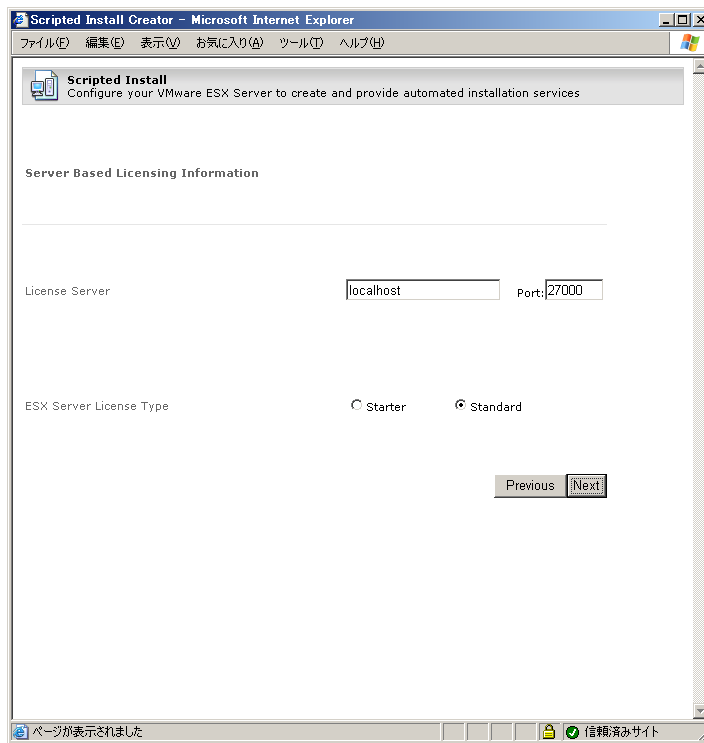 Scripted Install Creator - Microsoft Internet Explorer
ファイル(F) 編集(E) 表示(V) お気に入り(A) ツール(T) ヘルプ(H)
Scripted Install
Configure your VMware ESX Server to create and provide automated installation services
Server Based Licensing Information
License Server localhost Port: 27000
ESX Server License Type Starter Standard
Previous Next
ページが表示されました 信頼済みサイト